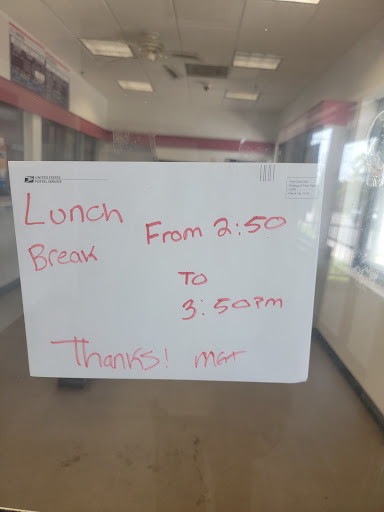 UNITED STATES
POSTAL SERVICE
Lunch
Break
From 2:50
To
3:50pm
Thanks! MGT